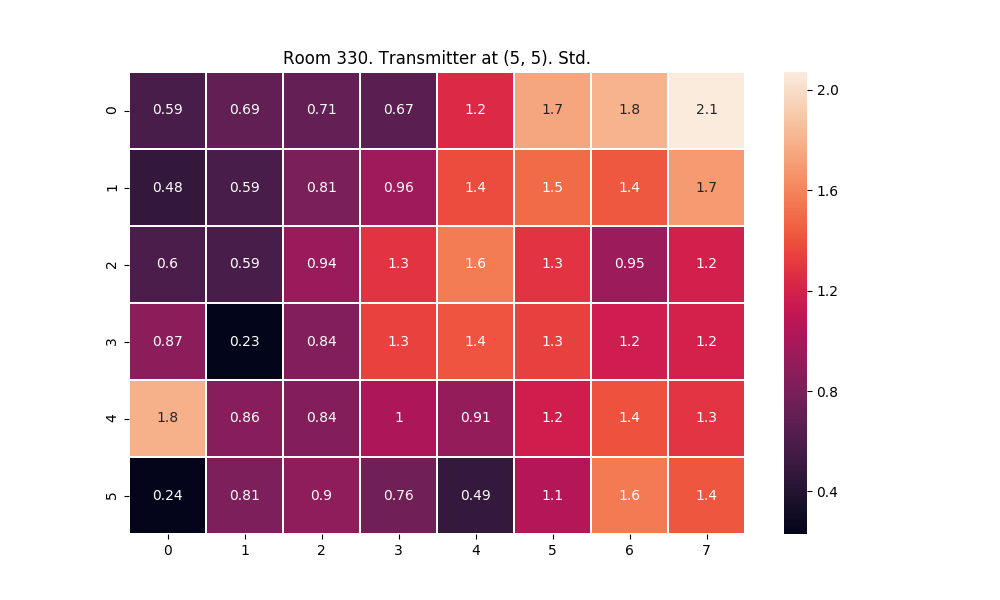 Room 330. Transmitter at (5, 5). Std.
0 0.59 0.69 0.71 0.67 1.2 1.7 1.8 2.1
1 0.48 0.59 0.81 0.96 1.4 1.5 1.4 1.7
2 0.6 0.59 0.94 1.3 1.6 1.3 0.95 1.2
3 0.87 0.23 0.84 1.3 1.4 1.3 1.2 1.2
4 1.8 0.86 0.84 1 0.91 1.2 1.4 1.3
5 0.24 0.81 0.9 0.76 0.49 1.1 1.6 1.4
0 1 2 3 4 5 6 7
2.0
1.6
1.2
0.8
0.4